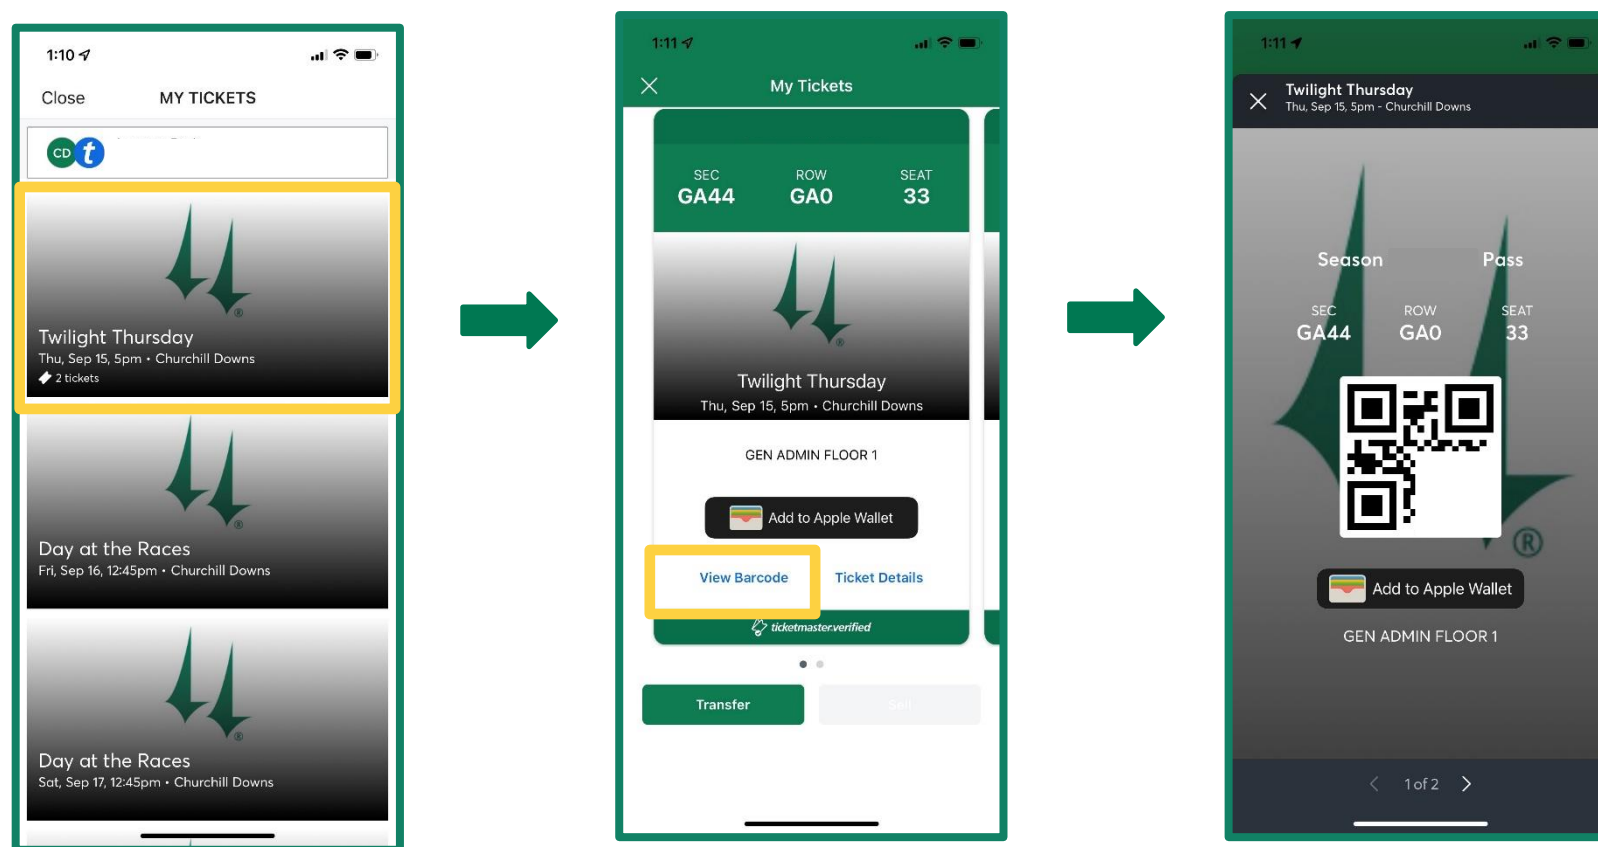 1:10
Close
MY TICKETS
CD t
®
Twilight Thursday
Thu, Sep 15, 5pm • Churchill Downs
2 tickets
®
Day at the Races
Fri, Sep 16, 12:45pm • Churchill Downs
®
Day at the Races
Sat, Sep 17, 12:45pm • Churchill Downs
1:11
My Tickets
SEC ROW SEAT
GA44 GA0 33
®
Twilight Thursday
Thu, Sep 15, 5pm • Churchill Downs
GEN ADMIN FLOOR 1
Add to Apple Wallet
View Barcode Ticket Details
ticketmaster.verified
Transfer Sell
1:11
Twilight Thursday
Thu, Sep 15, 5pm - Churchill Downs
Season Pass
SEC ROW SEAT
GA44 GA0 33
®
Add to Apple Wallet
GEN ADMIN FLOOR 1
1 of 2